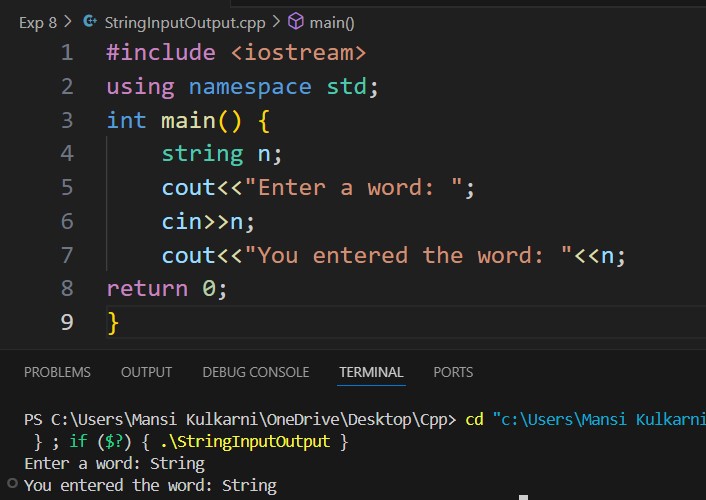 Exp 8 > StringInputOutput.cpp > main()
1 #include <iostream>
2 using namespace std;
3 int main() {
4     string n;
5     cout<<"Enter a word: ";
6     cin>>n;
7     cout<<"You entered the word: "<<n;
8 return 0;
9 }
PROBLEMS OUTPUT DEBUG CONSOLE TERMINAL PORTS
PS C:\Users\Mansi Kulkarni\OneDrive\Desktop\Cpp> cd "c:\Users\Mansi Kulkarni
 } ; if ($?) { .\StringInputOutput }
Enter a word: String
You entered the word: String